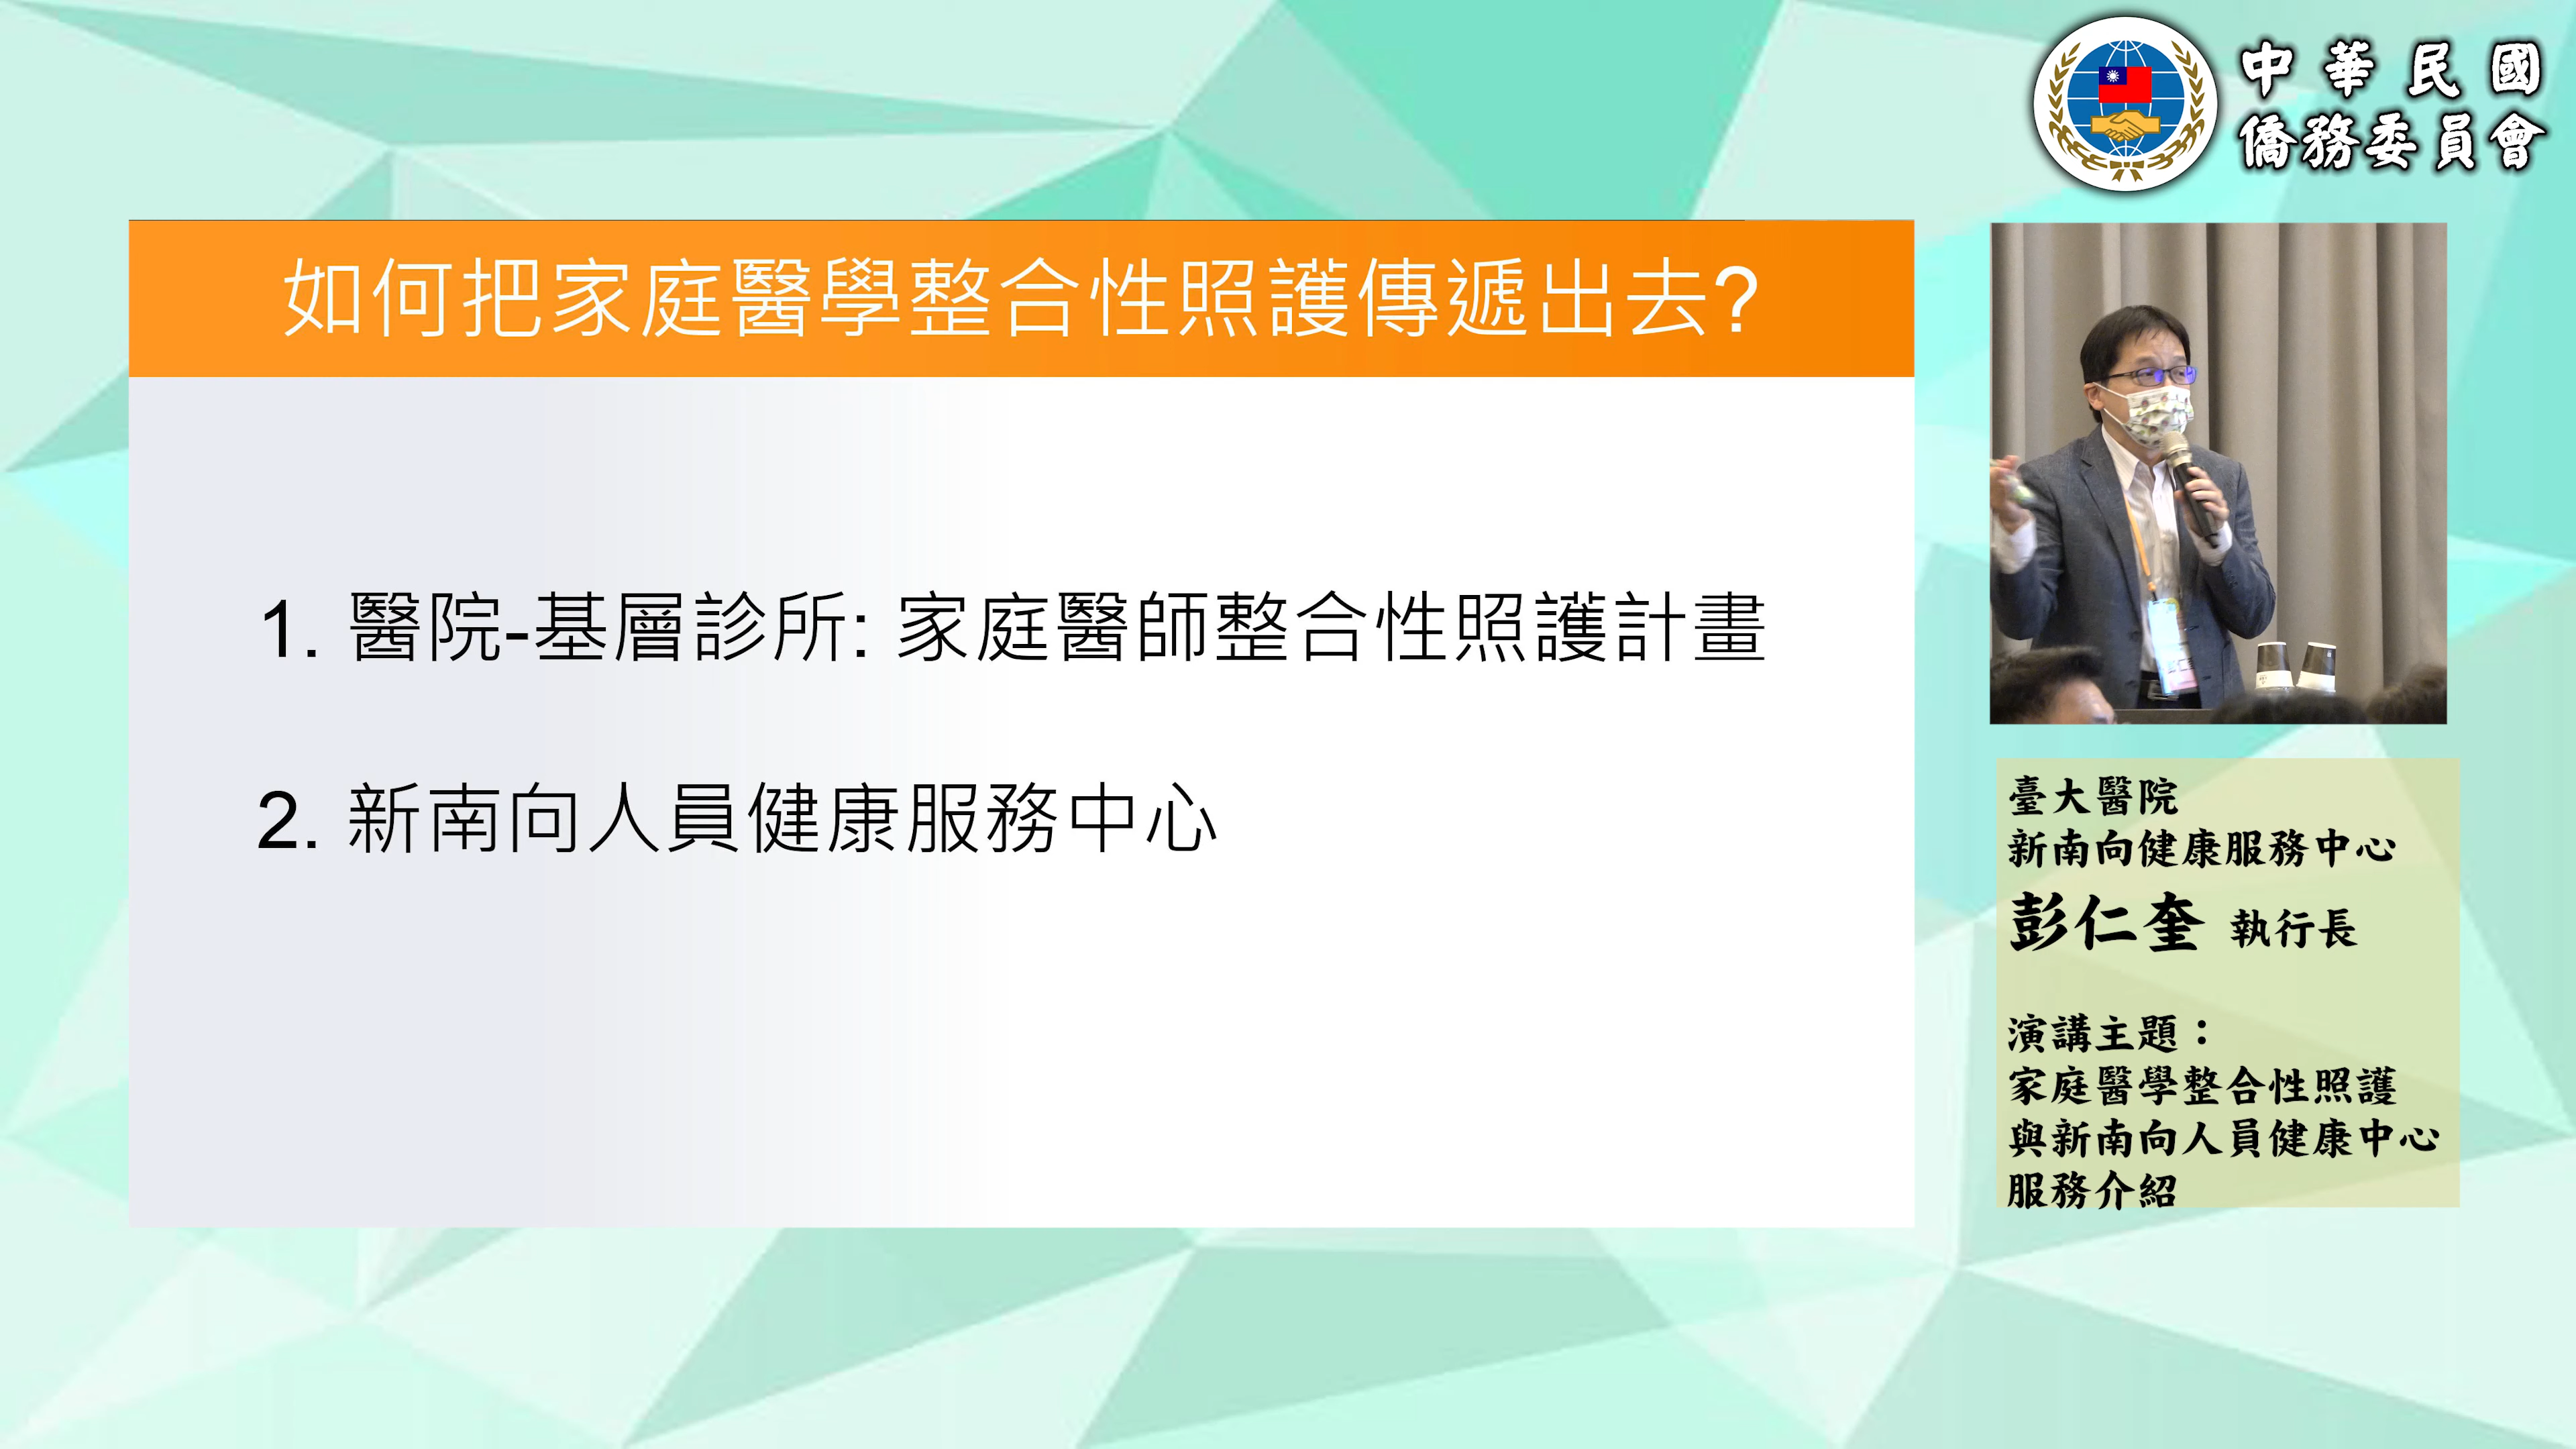 中華民國
僑務委員會
如何把家庭醫學整合性照護傳遞出去?
1. 醫院-基層診所: 家庭醫師整合性照護計畫
2. 新南向人員健康服務中心
臺大醫院
新南向健康服務中心
彭仁奎 執行長
演講主題：
家庭醫學整合性照護
與新南向人員健康中心
服務介紹